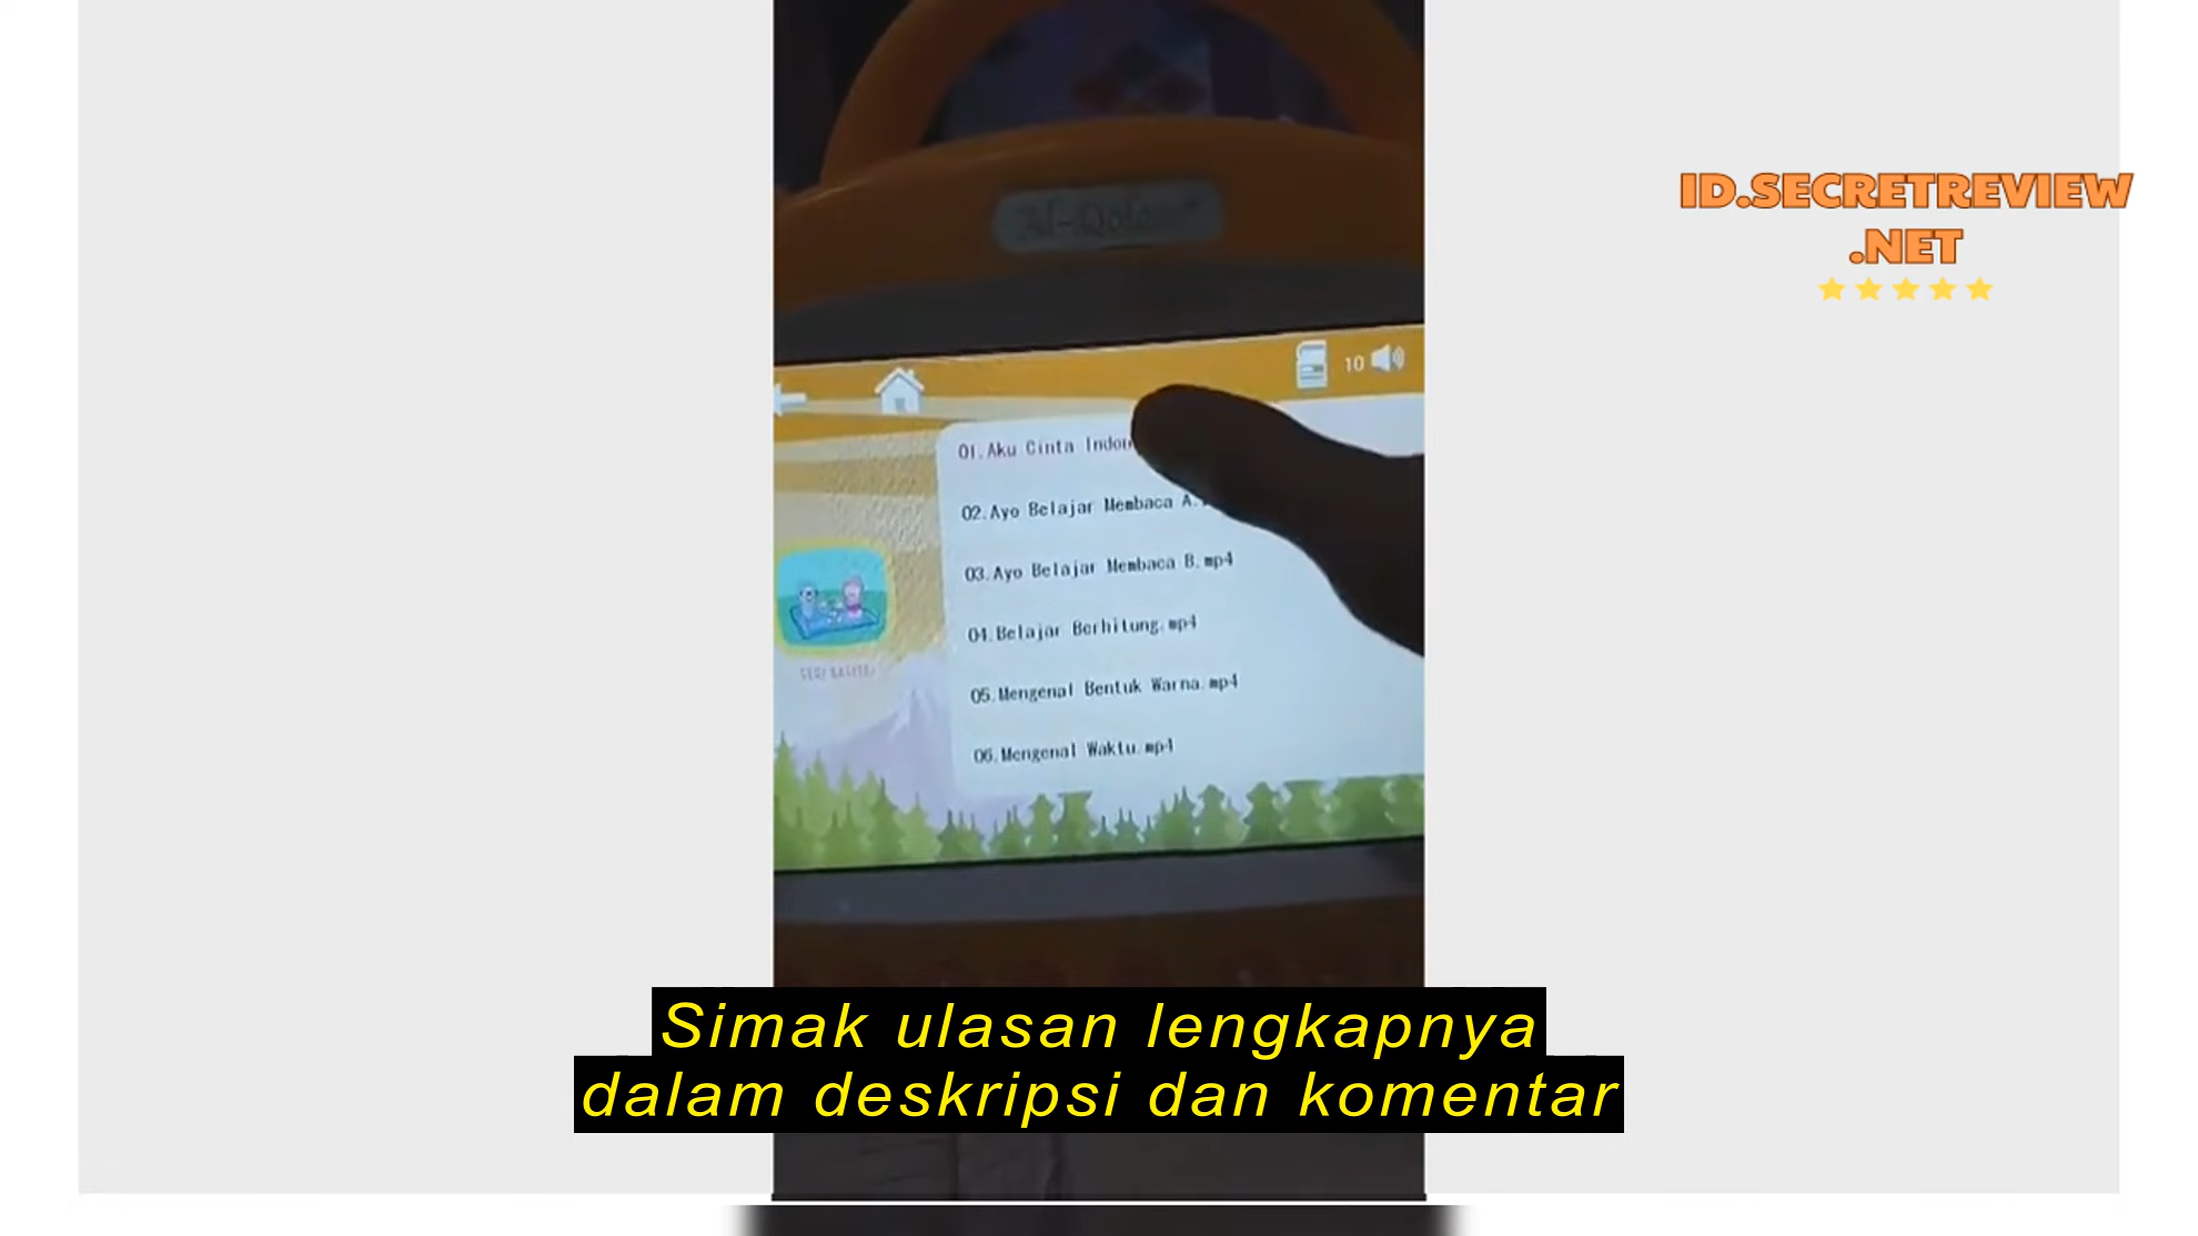 ID.SECRETREVIEW
.NET
10
01.Aku Cinta Indon
02.Ayo Belajar Membaca A.
03.Ayo Belajar Membaca B.mp4
04.Belajar Berhitung.mp4
05.Mengenal Bentuk Warna.mp4
06.Mengenal Waktu.mp4
Simak ulasan lengkapnya
dalam deskripsi dan komentar